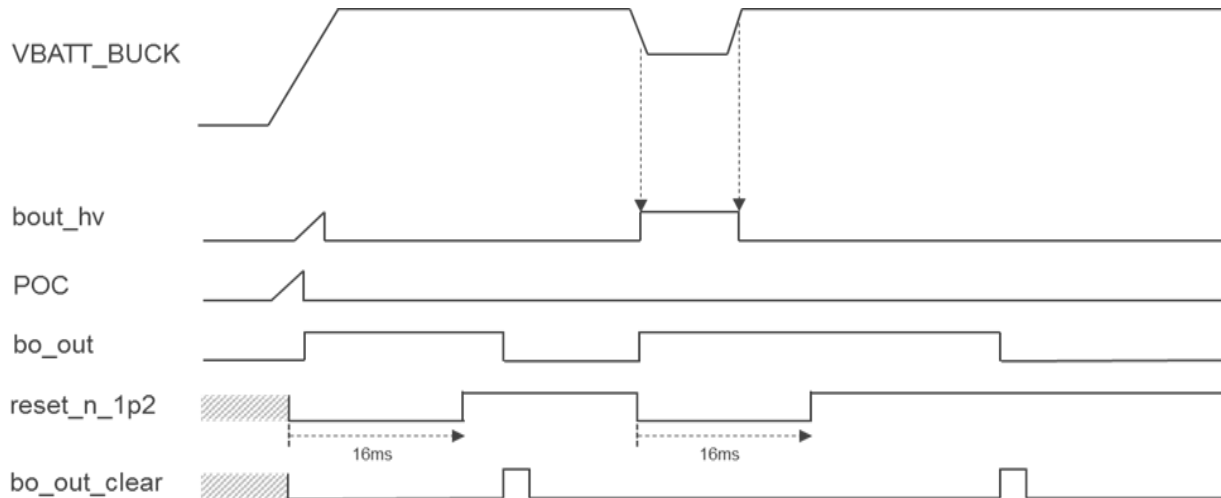 VBATT_BUCK
bout_hv
POC
bo_out
reset_n_1p2
16ms 16ms
bo_out_clear